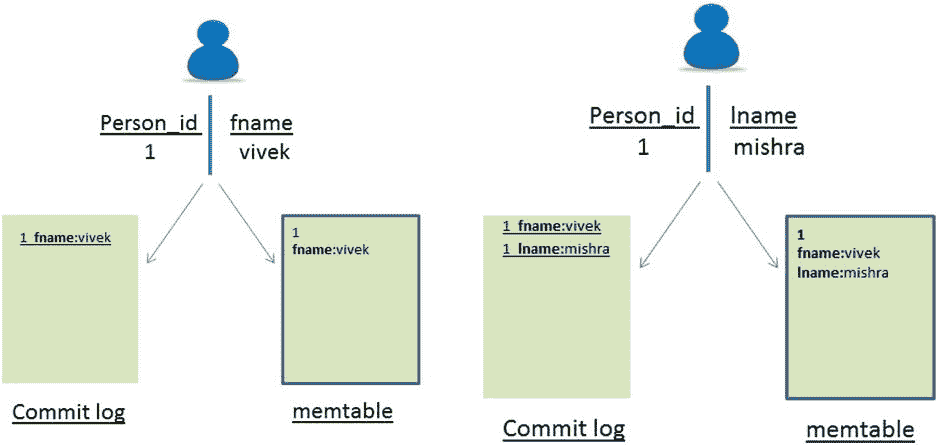 Person_id fname
1 vivek
1 fname:vivek
1
fname:vivek
Commit log
memtable
Person_id lname
1 mishra
1 fname:vivek
1 lname:mishra
1
fname:vivek
lname:mishra
Commit log
memtable